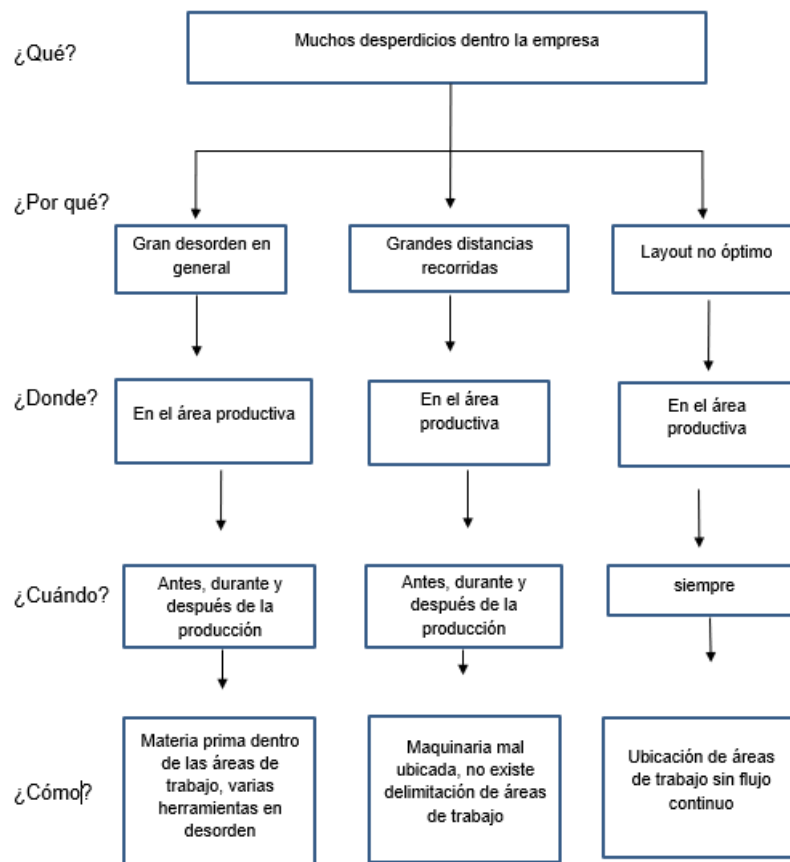 ¿Qué?
Muchos desperdicios dentro la empresa
¿Por qué?
Gran desorden en
general
Grandes distancias
recorridas
Layout no óptimo
¿Donde?
En el área productiva
En el área
productiva
En el área
productiva
¿Cuándo?
Antes, durante y
después de la
producción
Antes, durante y
después de la
producción
siempre
¿Cómo?
Materia prima dentro
de las áreas de
trabajo, varias
herramientas en
desorden
Maquinaria mal
ubicada, no existe
delimitación de áreas
de trabajo
Ubicación de áreas
de trabajo sin flujo
continuo